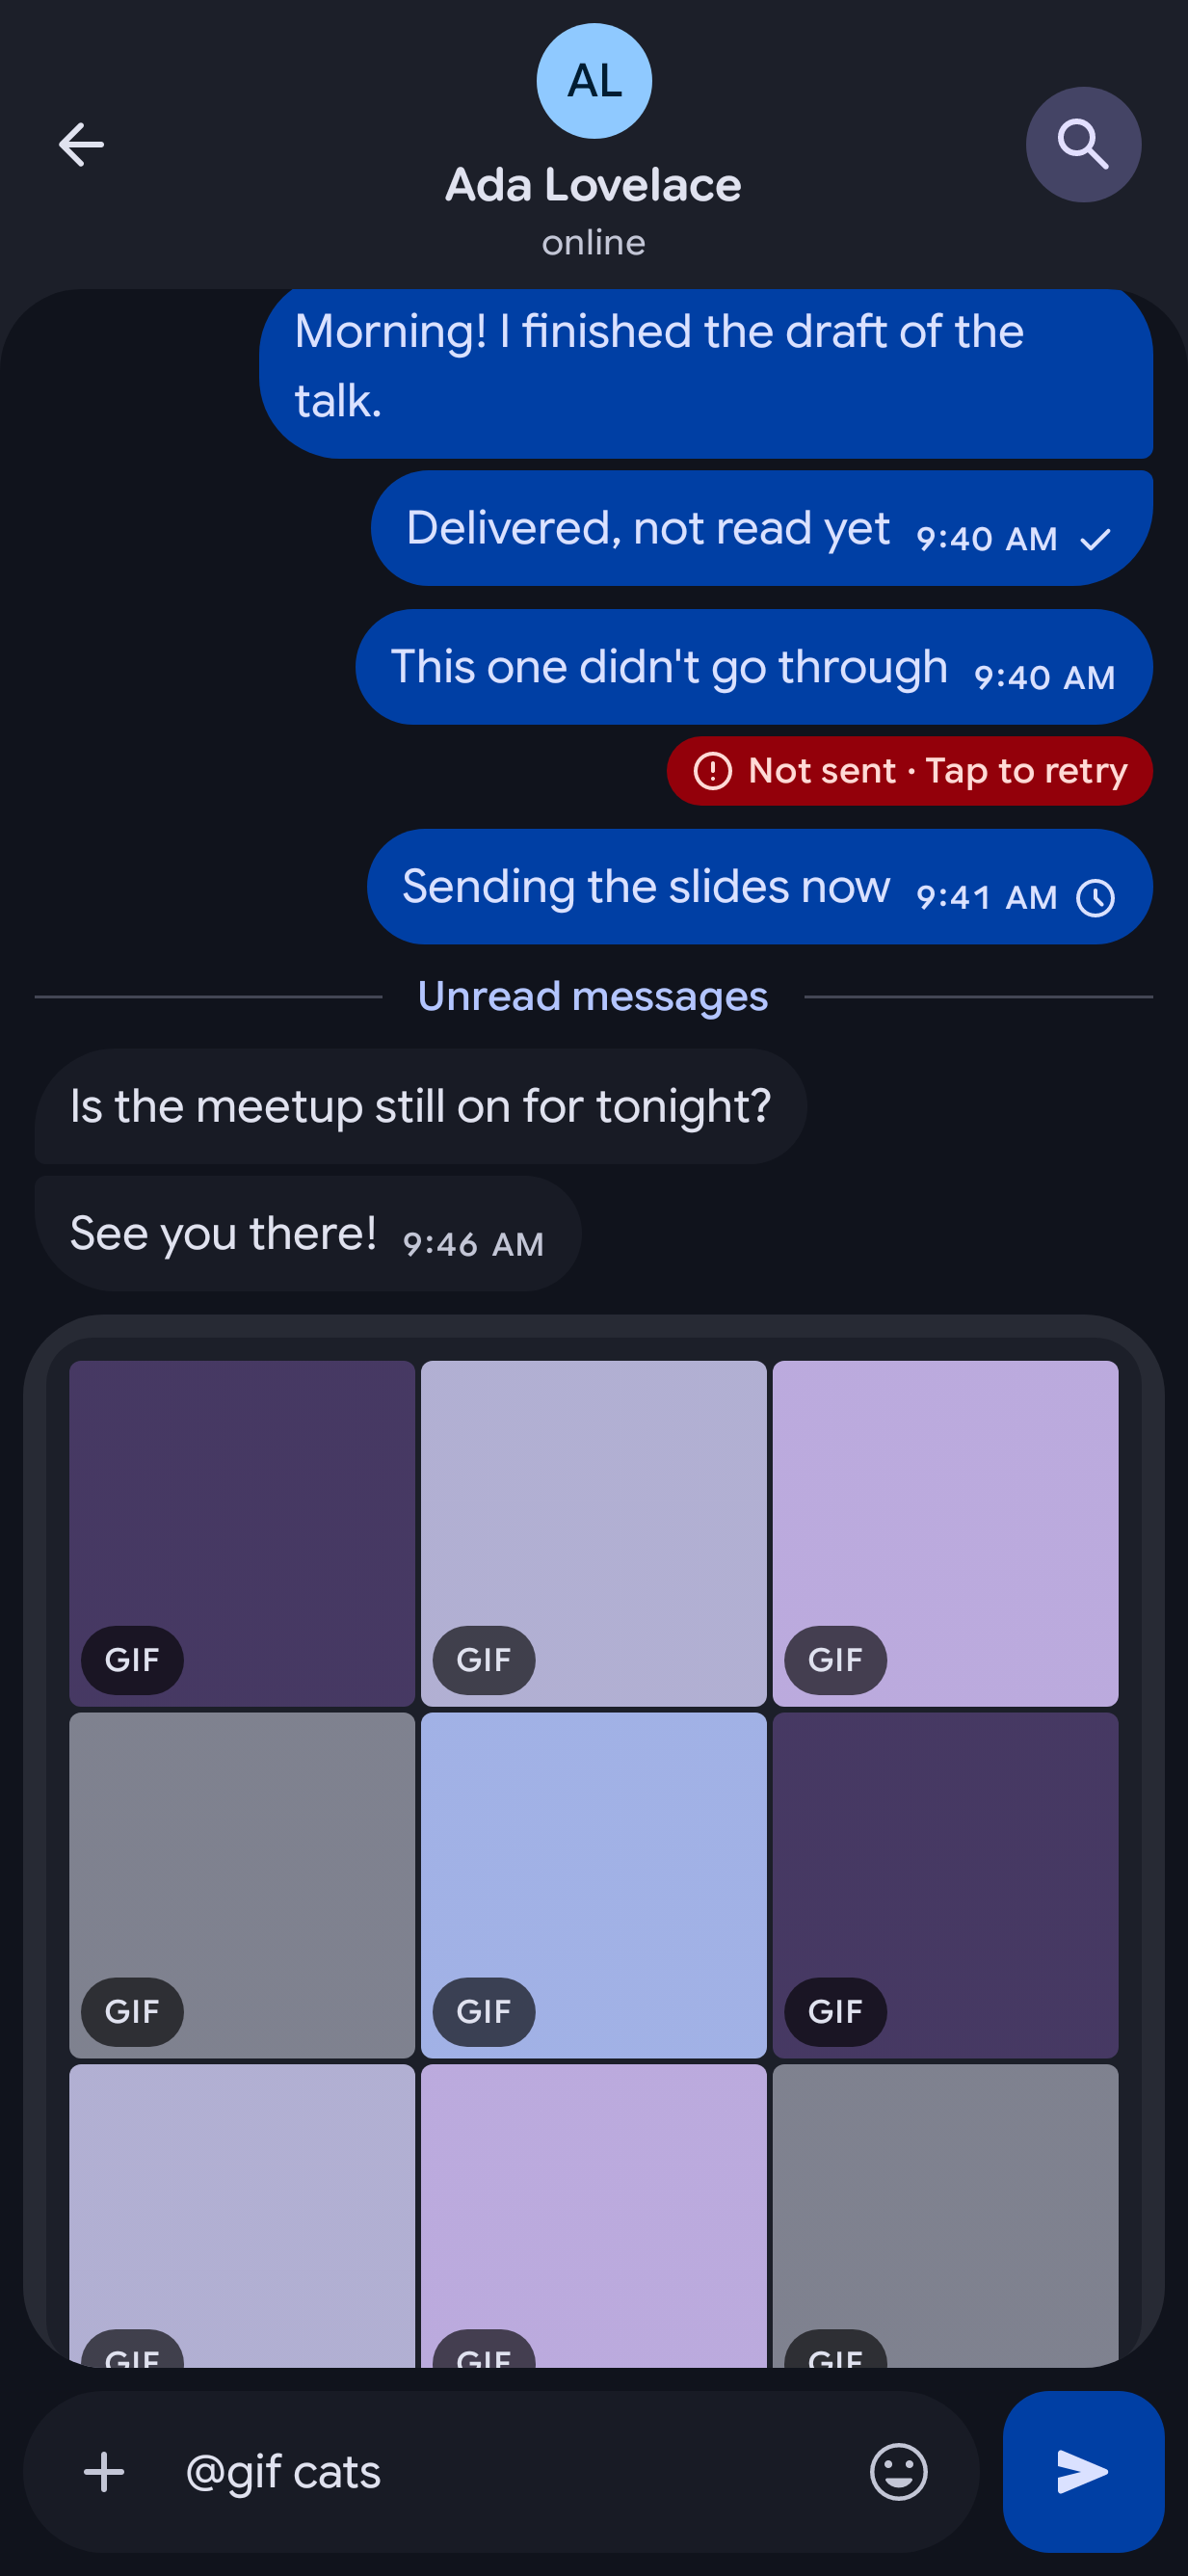 AL
Ada Lovelace
online
Morning! I finished the draft of the
talk.
Delivered, not read yet 9:40 AM
This one didn't go through 9:40 AM
Not sent · Tap to retry
Sending the slides now 9:41 AM
Unread messages
Is the meetup still on for tonight?
See you there! 9:46 AM
GIF GIF GIF
GIF GIF GIF
GIF GIF GIF
@gif cats